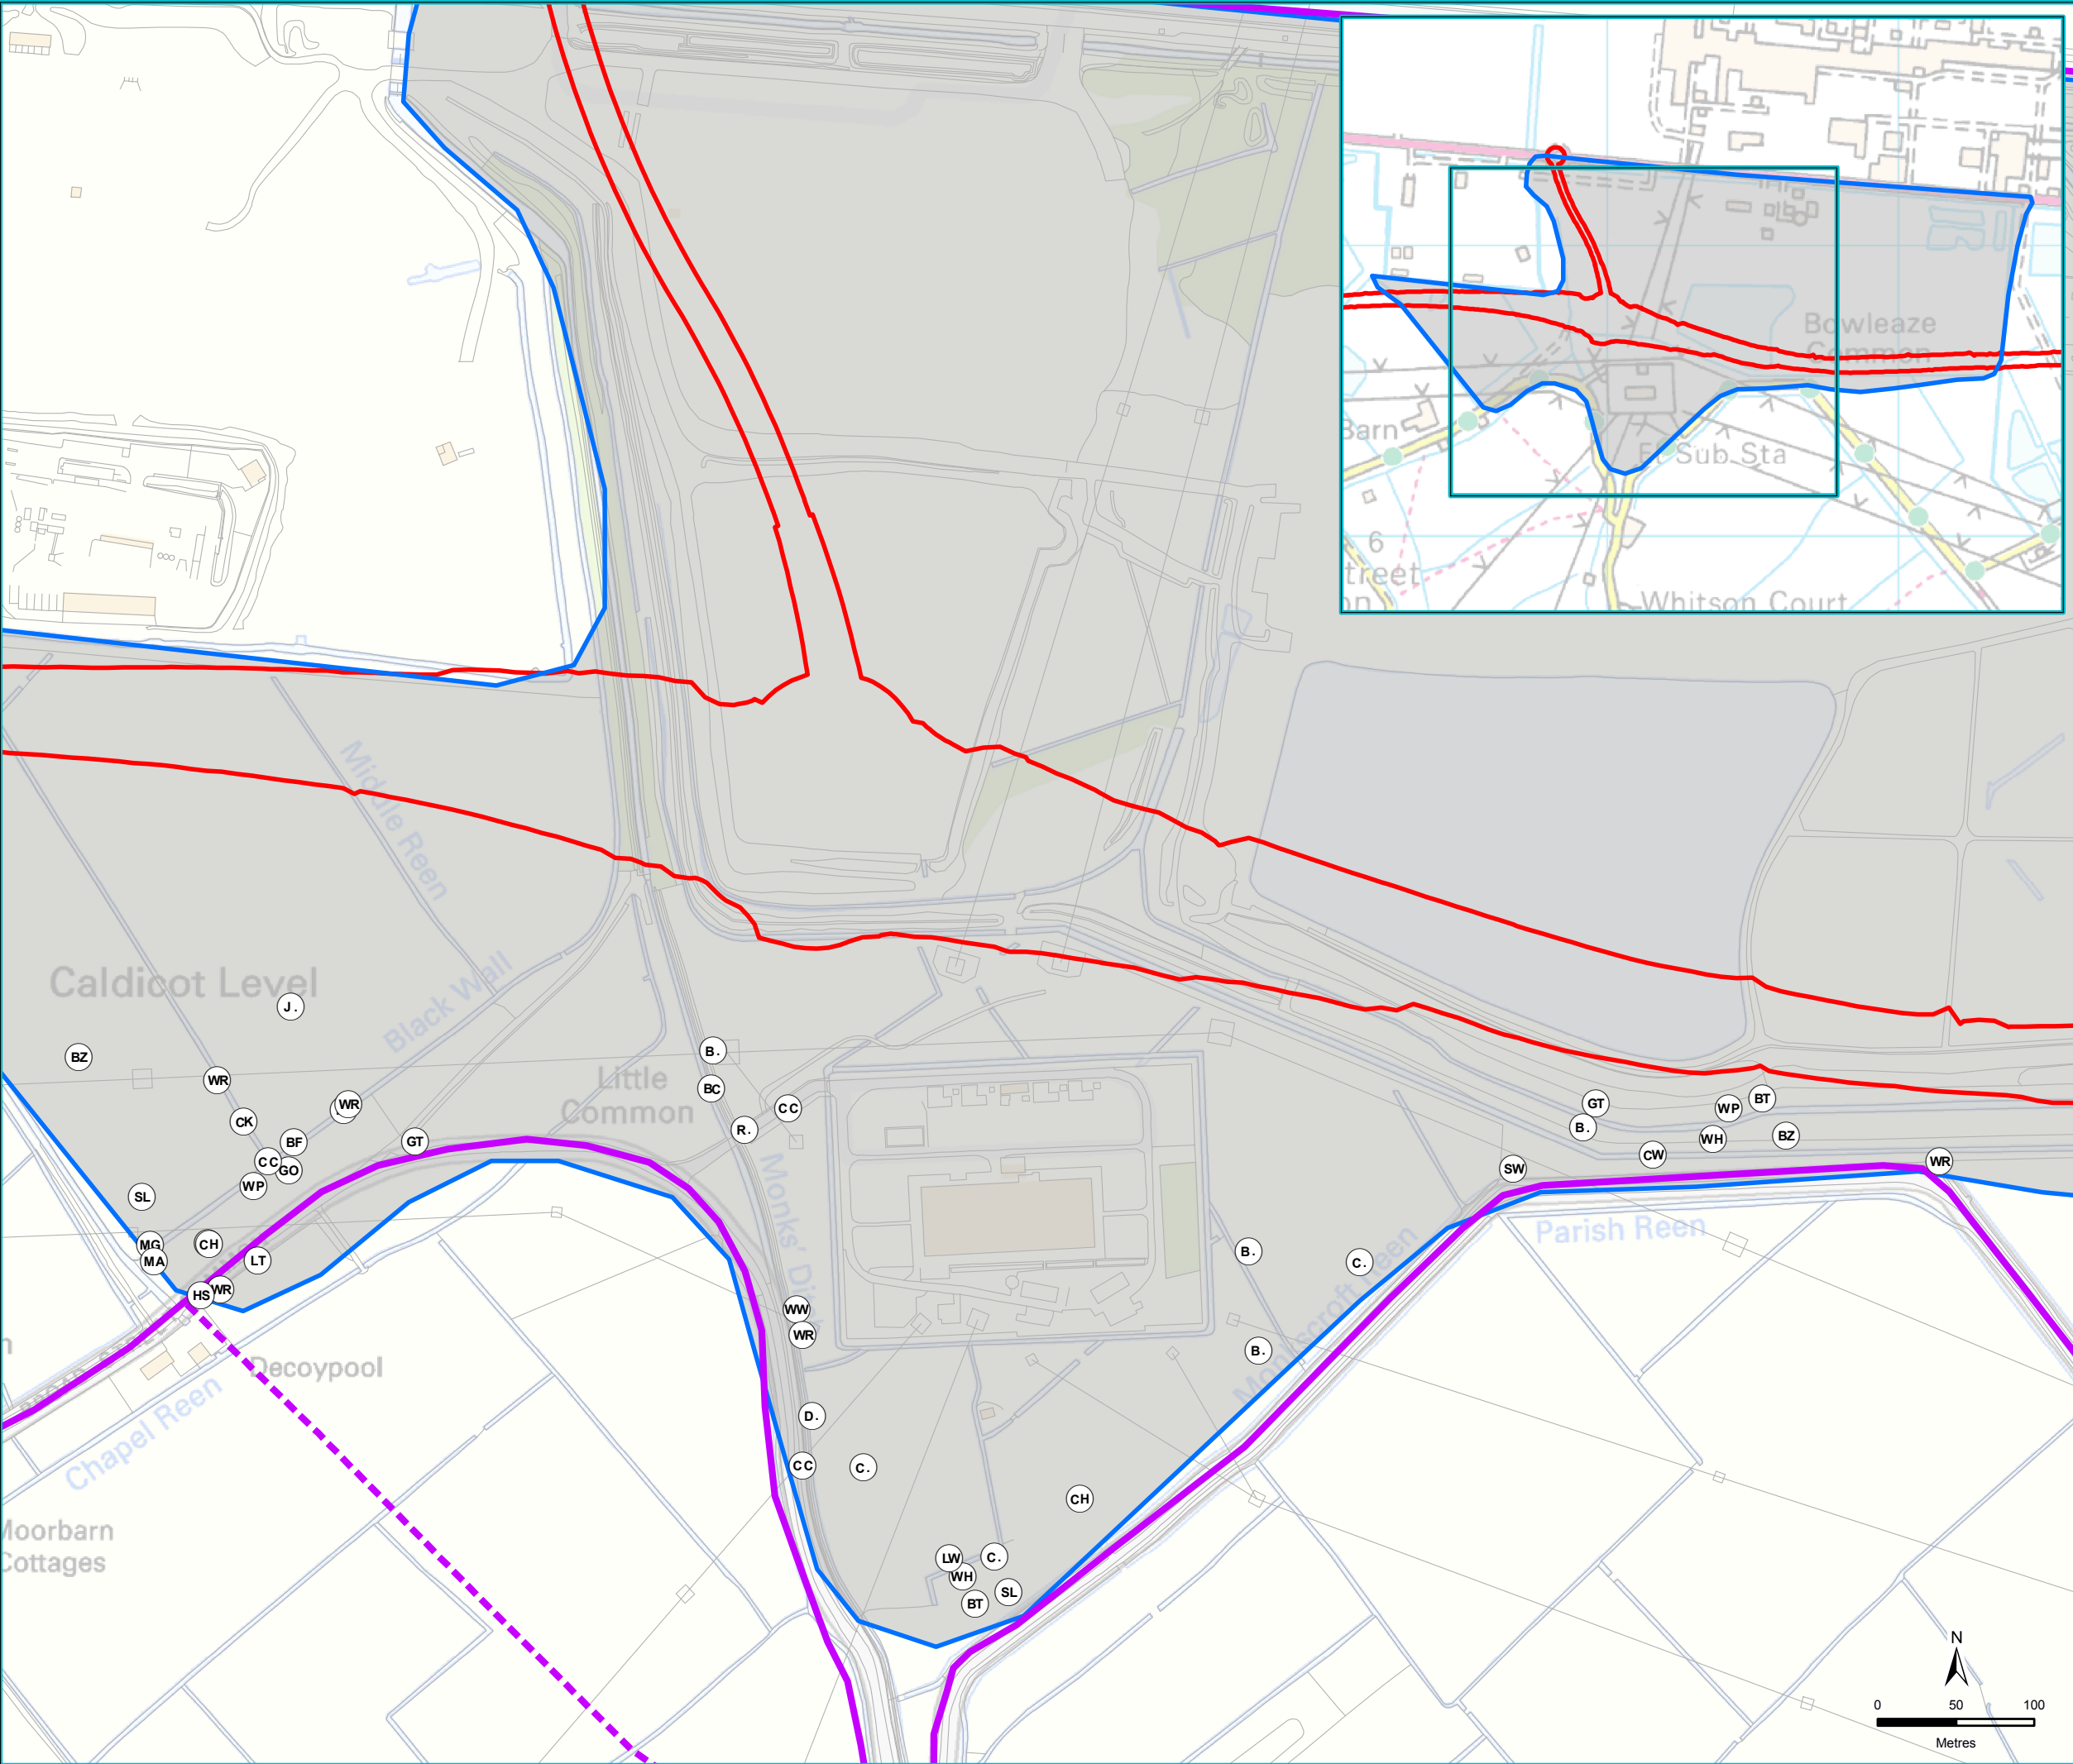 Bowleaze
Common
Barn
El Sub Sta
6
treet
on
Whitson Court
Middle Reen
Caldicot Level
Black Wall
J.
BZ
WR
CK
WR
BF
CC
GO
WP
GT
SL
MG
MA
CH
LT
WR
HS
Little
Common
B.
BC
CC
R.
Monks' Ditch
WW
WR
D.
CC
C.
CH
LW
C.
WH
SL
BT
B.
C.
B.
Monkscroft Reen
SW
GT
B.
WP
BT
WH
BZ
CW
WR
Parish Reen
Decoypool
Chapel Reen
Moorbarn
Cottages
N
0 50 100
Metres